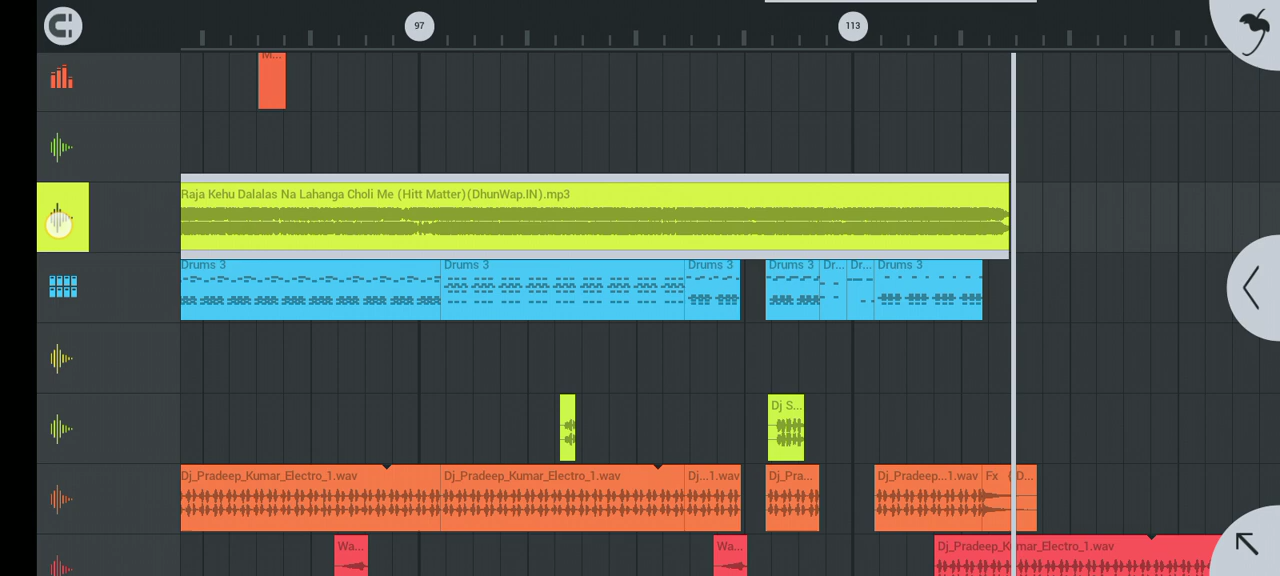 97
113
M...
Raja Kehu Dalalas Na Lahanga Choli Me (Hitt Matter)(DhunWap.IN).mp3
Drums 3
Drums 3
Drums 3
Drums 3
Dr...
Dr...
Drums 3
Dj S...
Dj_Pradeep_Kumar_Electro_1.wav
Dj_Pradeep_Kumar_Electro_1.wav
Dj...1.wav
Dj_Pra...
Dj_Pradeep...1.wav
Fx
D...
Wa...
Wa...
Dj_Pradeep_Kumar_Electro_1.wav